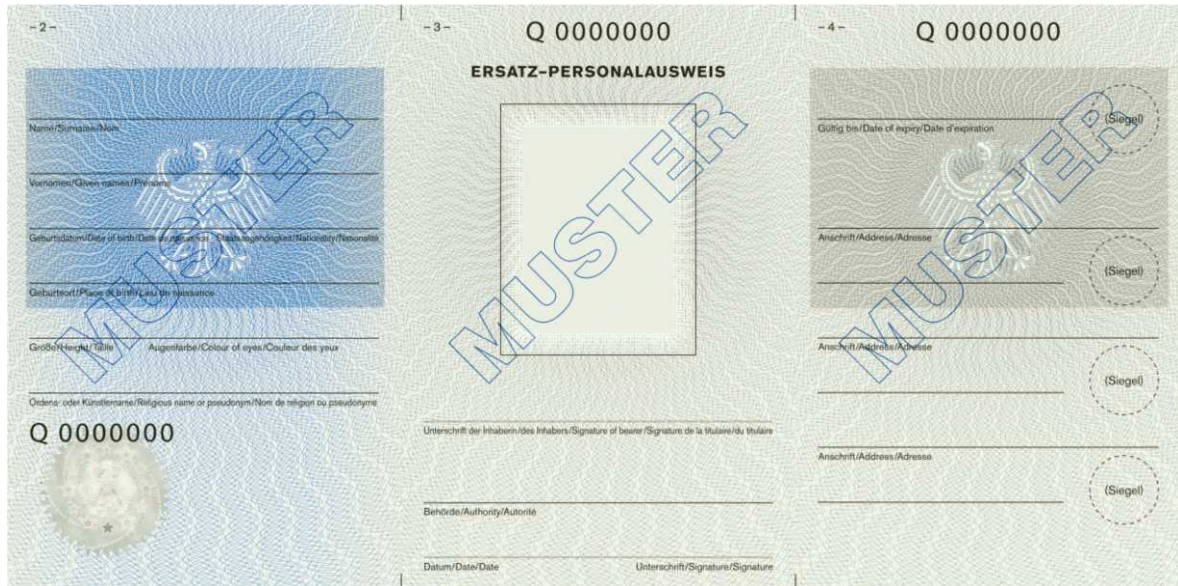 -2-
Name/Surname/Nom
Vornamen/Given names/Prénoms
Geburtsdatum/Date of birth/Date de naissance Staatsangehörigkeit/Nationality/Nationalité
Geburtsort/Place of birth/Lieu de naissance
Größe/Height/Taille Augenfarbe/Colour of eyes/Couleur des yeux
Ordens- oder Künstlername/Religious name or pseudonym/Nom de religion ou pseudonyme
Q 0000000
MUSTER
-3-
Q 0000000
ERSATZ-PERSONALAUSWEIS
MUSTER
Unterschrift der Inhaberin/des Inhabers/Signature of bearer/Signature de la titulaire/du titulaire
Behörde/Authority/Autorité
Datum/Date/Date Unterschrift/Signature/Signature
-4-
Q 0000000
(Siegel)
Gültig bis/Date of expiry/Date d'expiration
MUSTER
Anschrift/Address/Adresse
(Siegel)
Anschrift/Address/Adresse
(Siegel)
Anschrift/Address/Adresse
(Siegel)